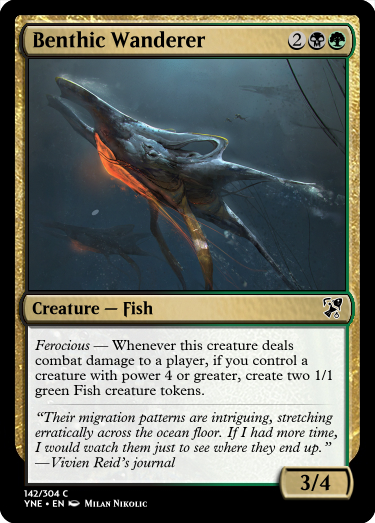 Benthic Wanderer 2
Creature — Fish
Ferocious — Whenever this creature deals
combat damage to a player, if you control a
creature with power 4 or greater, create two 1/1
green Fish creature tokens.
“Their migration patterns are intriguing, stretching
erratically across the ocean floor. If I had more time,
I would watch them just to see where they end up.”
—Vivien Reid’s journal
3/4
142/304 C
YNE • EN Milan Nikolic